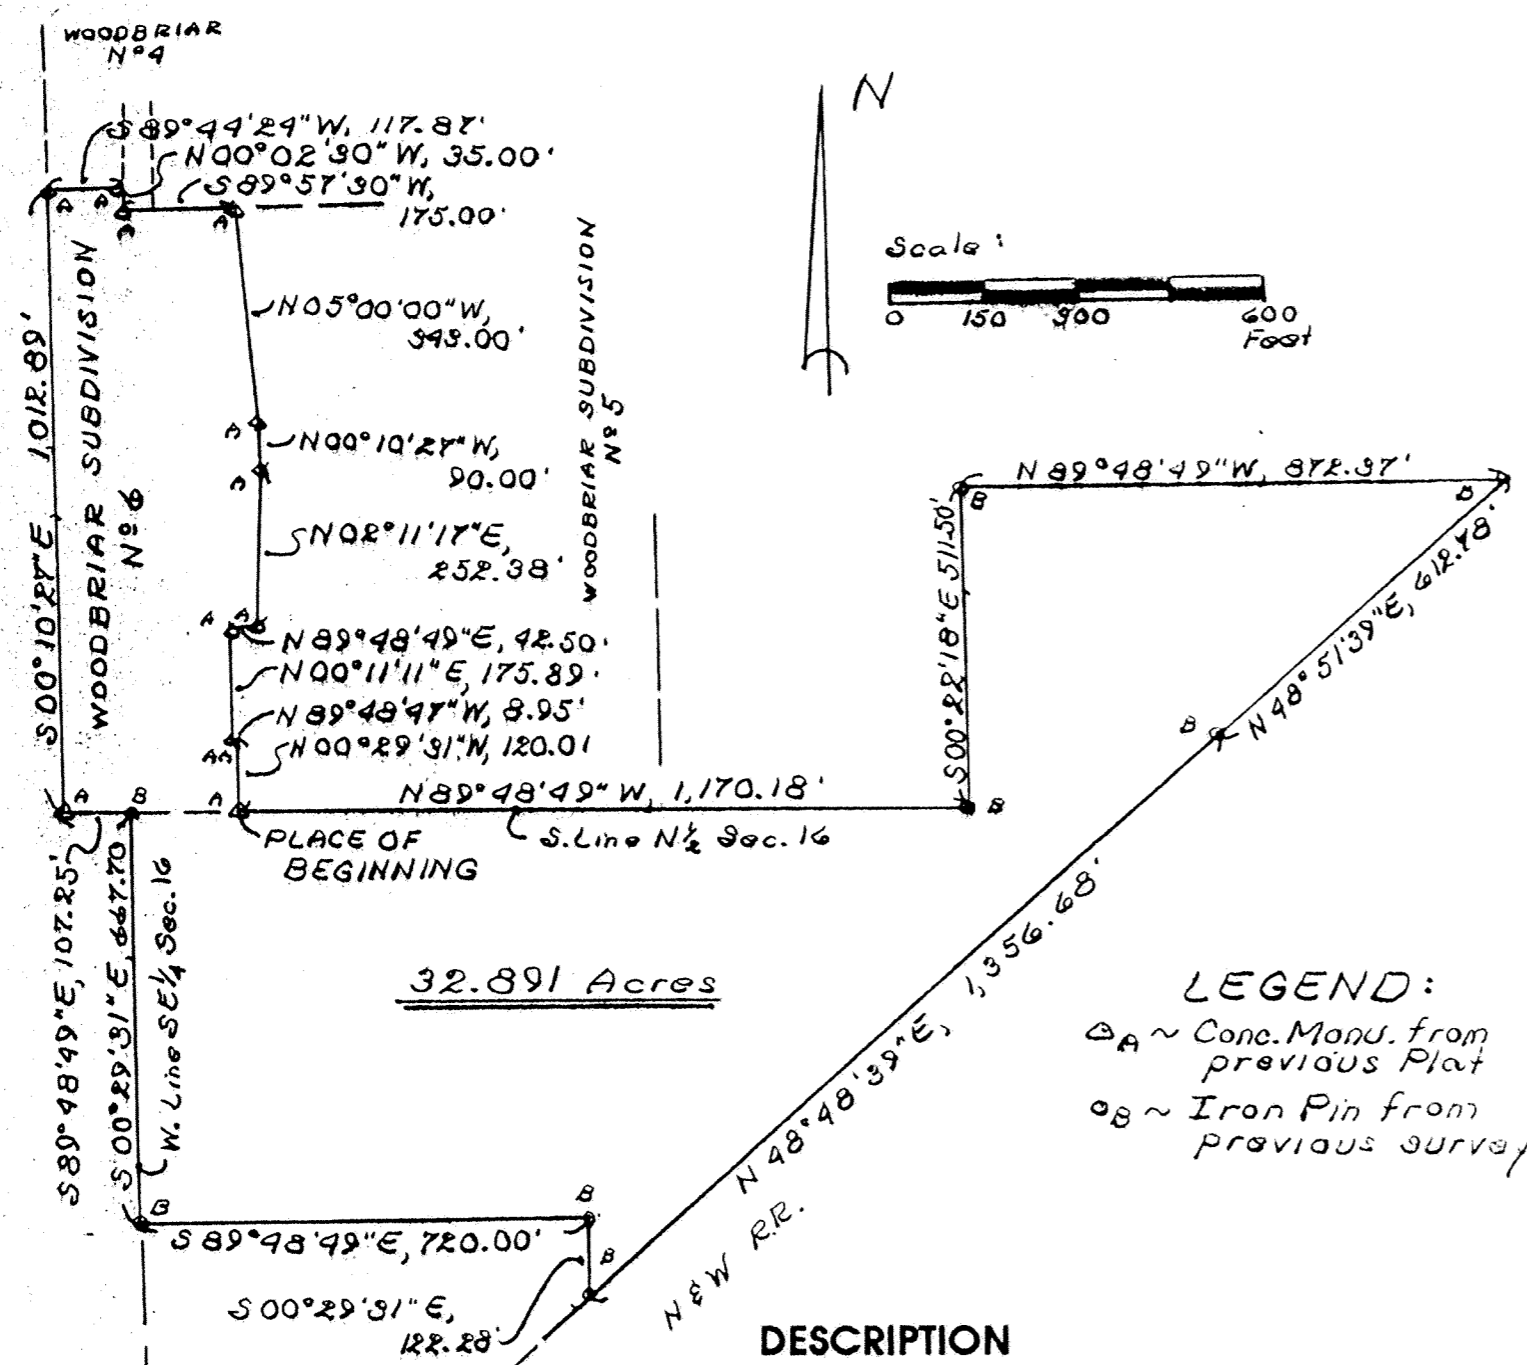 WOODBRIAR
Nº 4
S 89°44'24" W, 117.87'
N 00°02'30" W, 35.00'
S 89°57'30" W,
175.00'
N
Scale:
0 150 300 600
Feet
N 05°00'00" W,
343.00'
WOODBRIAR SUBDIVISION
Nº 5
S 00°10'27" E, 1,012.89'
WOODBRIAR SUBDIVISION
Nº 6
N 00°10'27" W,
90.00'
N 89°48'49" W, 872.37'
N 02°11'17" E,
252.38'
S 00°22'18" E, 511.50'
N 48°51'39" E, 612.78'
N 89°48'49" E, 42.50'
N 00°11'11" E, 175.89'
N 89°48'47" W, 8.95'
N 00°29'31" W, 120.01
N 89°48'49" W, 1,170.18'
S. Line N½ Sec. 16
PLACE OF
BEGINNING
S 89°48'49" E, 107.25'
S 00°29'31" E, 667.70
W. Line SE¼ Sec. 16
32.891 Acres
N 48°48'39" E, 1,356.68'
LEGEND:
A ~ Conc. Monu. from
previous Plat
B ~ Iron Pin from
previous survey
S 89°48'49" E, 720.00'
S 00°29'31" E,
122.28'
N & W R.R.
DESCRIPTION